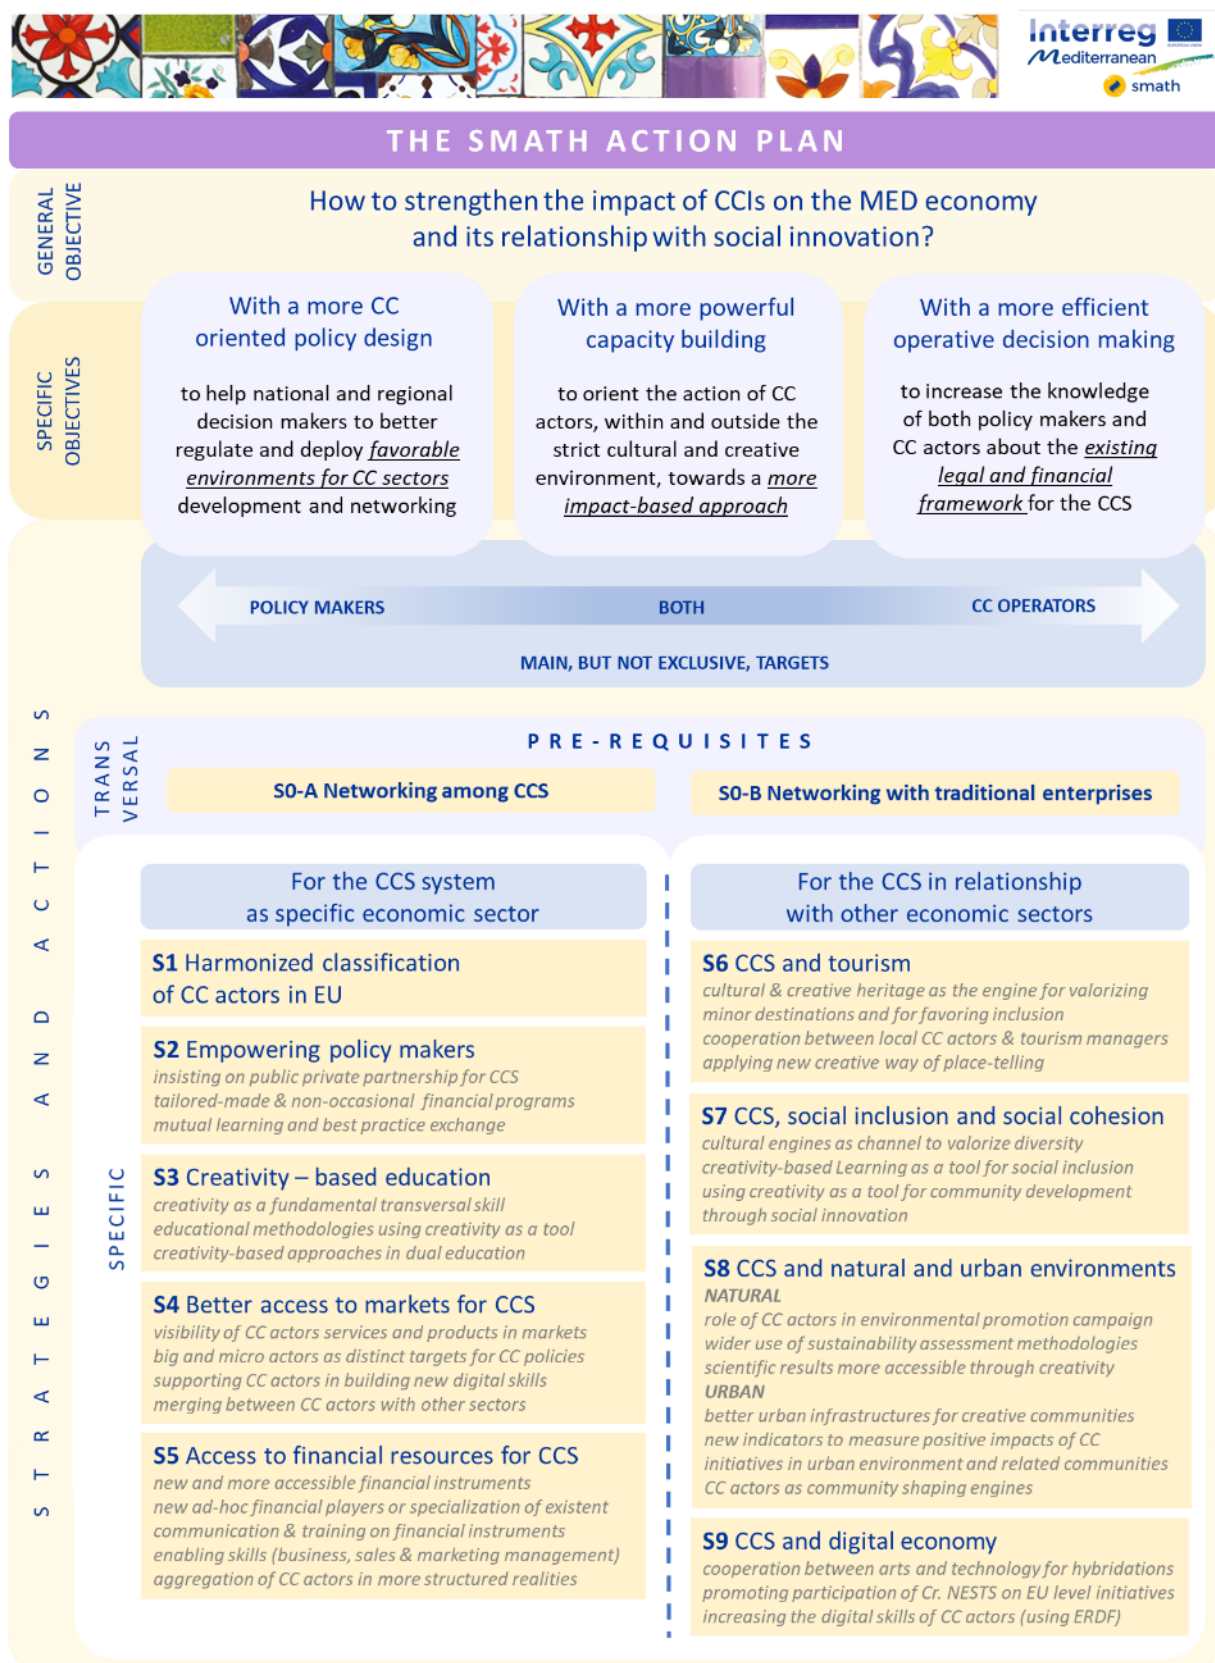 Interreg
Mediterranean
EUROPEAN UNION
smath
THE SMATH ACTION PLAN
GENERAL
OBJECTIVE
How to strengthen the impact of CCIs on the MED economy
and its relationship with social innovation?
SPECIFIC
OBJECTIVES
With a more CC
oriented policy design
to help national and regional
decision makers to better
regulate and deploy favorable
environments for CC sectors
development and networking
With a more powerful
capacity building
to orient the action of CC
actors, within and outside the
strict cultural and creative
environment, towards a more
impact-based approach
With a more efficient
operative decision making
to increase the knowledge
of both policy makers and
CC actors about the existing
legal and financial
framework for the CCS
POLICY MAKERS
BOTH
CC OPERATORS
MAIN, BUT NOT EXCLUSIVE, TARGETS
STRATEGIES AND ACTIONS
TRANS
VERSAL
PRE-REQUISITES
S0-A Networking among CCS
S0-B Networking with traditional enterprises
SPECIFIC
For the CCS system
as specific economic sector
S1 Harmonized classification
of CC actors in EU
S2 Empowering policy makers
insisting on public private partnership for CCS
tailored-made & non-occasional financial programs
mutual learning and best practice exchange
S3 Creativity – based education
creativity as a fundamental transversal skill
educational methodologies using creativity as a tool
creativity-based approaches in dual education
S4 Better access to markets for CCS
visibility of CC actors services and products in markets
big and micro actors as distinct targets for CC policies
supporting CC actors in building new digital skills
merging between CC actors with other sectors
S5 Access to financial resources for CCS
new and more accessible financial instruments
new ad-hoc financial players or specialization of existent
communication & training on financial instruments
enabling skills (business, sales & marketing management)
aggregation of CC actors in more structured realities
For the CCS in relationship
with other economic sectors
S6 CCS and tourism
cultural & creative heritage as the engine for valorizing
minor destinations and for favoring inclusion
cooperation between local CC actors & tourism managers
applying new creative way of place-telling
S7 CCS, social inclusion and social cohesion
cultural engines as channel to valorize diversity
creativity-based Learning as a tool for social inclusion
using creativity as a tool for community development
through social innovation
S8 CCS and natural and urban environments
NATURAL
role of CC actors in environmental promotion campaign
wider use of sustainability assessment methodologies
scientific results more accessible through creativity
URBAN
better urban infrastructures for creative communities
new indicators to measure positive impacts of CC
initiatives in urban environment and related communities
CC actors as community shaping engines
S9 CCS and digital economy
cooperation between arts and technology for hybridations
promoting participation of Cr. NESTS on EU level initiatives
increasing the digital skills of CC actors (using ERDF)